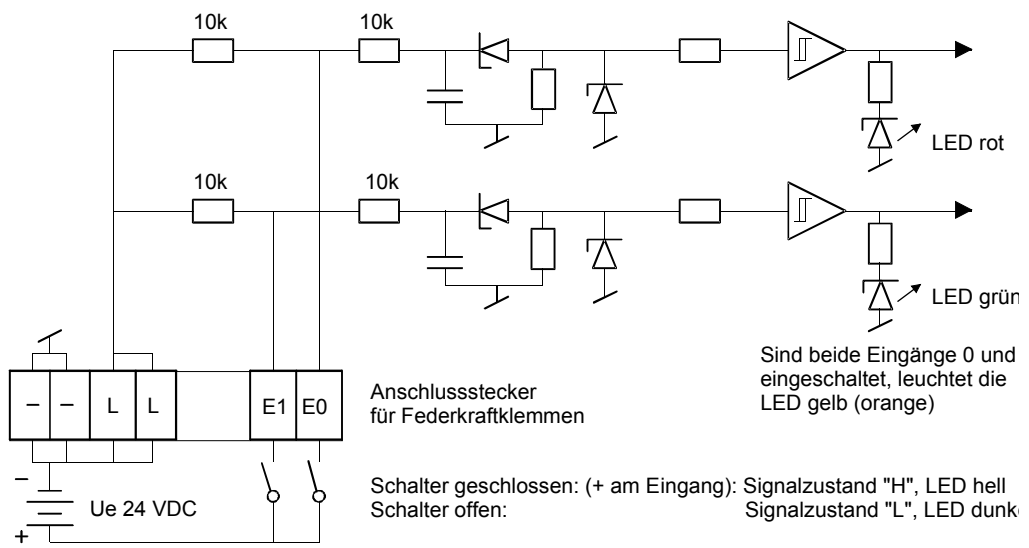 10k 10k
LED rot
10k 10k
LED grün
Sind beide Eingänge 0 und
eingeschaltet, leuchtet die
LED gelb (orange)
– – L L E1 E0
Anschlussstecker
für Federkraftklemmen
–
Ue 24 VDC
+
Schalter geschlossen: (+ am Eingang): Signalzustand "H", LED hell
Schalter offen: Signalzustand "L", LED dunke